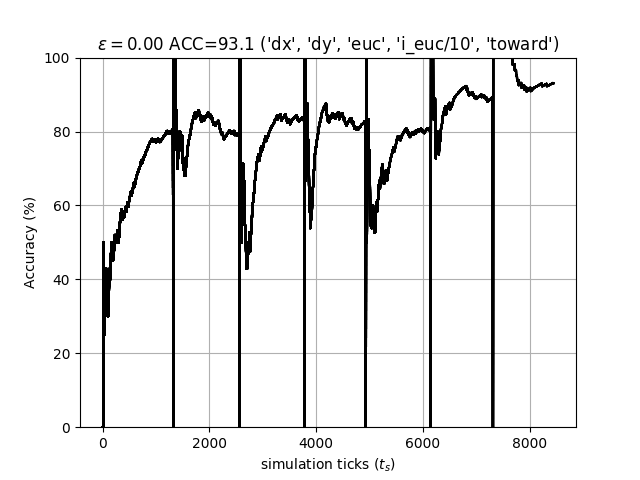 ε = 0.00 ACC=93.1 ('dx', 'dy', 'euc', 'i_euc/10', 'toward')
100
80
60
40
20
0
Accuracy (%)
0 2000 4000 6000 8000
simulation ticks (tₛ)